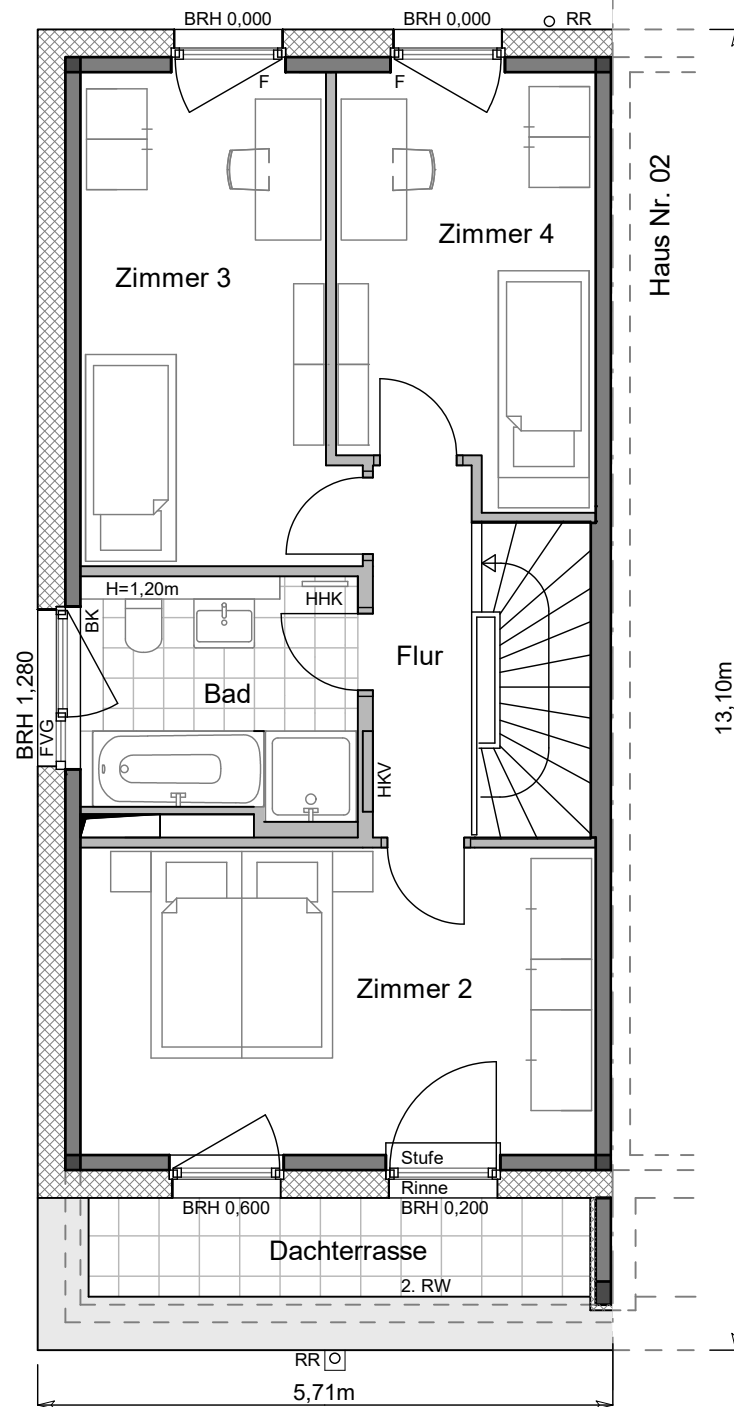 BRH 0,000
BRH 0,000
RR
F
F
Haus Nr. 02
Zimmer 4
Zimmer 3
H=1,20m
HHK
BK
Flur
Bad
BRH 1,280
FVG
13,10m
HKV
Zimmer 2
Stufe
Rinne
BRH 0,600
BRH 0,200
Dachterrasse
2. RW
RR
5,71m